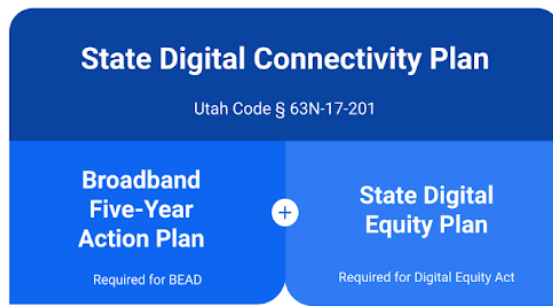 State Digital Connectivity Plan
Utah Code § 63N-17-201
Broadband
Five-Year
Action Plan
Required for BEAD
+
State Digital
Equity Plan
Required for Digital Equity Act